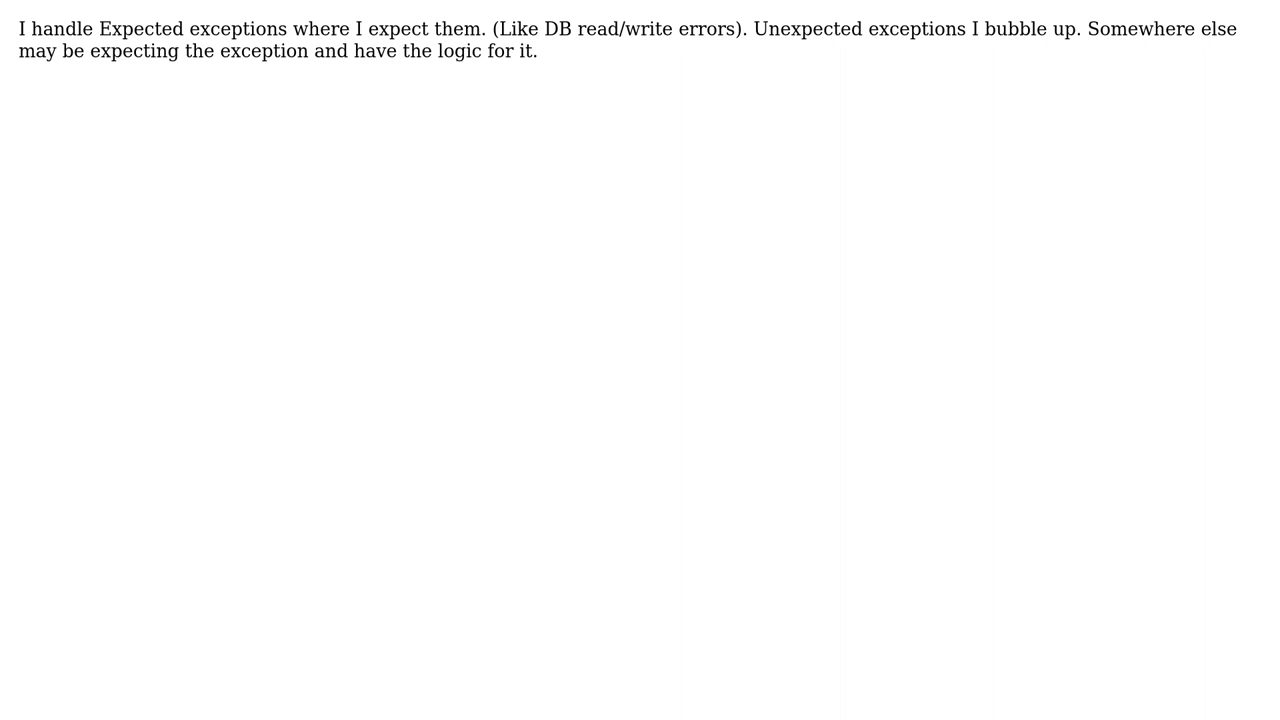 I handle Expected exceptions where I expect them. (Like DB read/write errors). Unexpected exceptions I bubble up. Somewhere else
may be expecting the exception and have the logic for it.